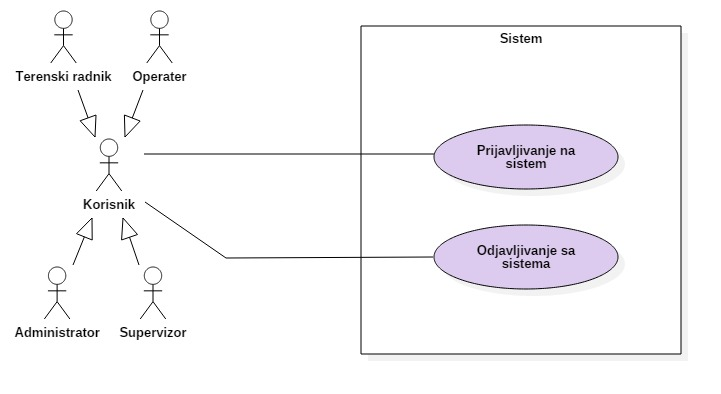 Terenski radnik
Operater
Korisnik
Administrator
Supervizor
Sistem
Prijavljivanje na
sistem
Odjavljivanje sa
sistema